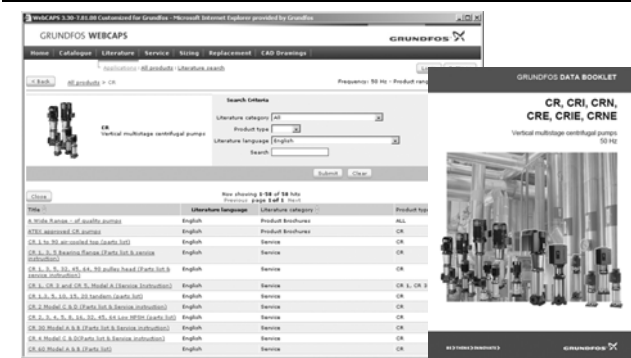 WebCAPS 3.30-7.01.00 Customized for Grundfos - Microsoft Internet Explorer provided by Grundfos
GRUNDFOS WEBCAPS
GRUNDFOS
Home | Catalogue | Literature | Service | Sizing | Replacement | CAD Drawings
Applications · All products · Literature search
< Back
All products > CR
Frequency: 50 Hz - Product rang
CR
Vertical multistage centrifugal pumps
Search Criteria
Literature category All
Product type
Literature language English
Search
Submit Clear
Close
Now showing 1-58 of 58 hits
Previous page 1 of 1 Next
Title Literature language Literature category Product typ
A Wide Range - of quality pumps English Product Brochures ALL
ATEX approved CR pumps English Product Brochures CR
CR 1 to 90 air-cooled top (parts list) English Service CR
CR 1, 3, 5 Bearing flange (Parts list & service instruction) English Service CR
CR 1, 3, 5, 32, 45, 64, 90 pulley head (Parts list & service instruction) English Service CR
CR 1, CR 3 and CR 5, Model A (Service instruction) English Service CR 1, CR 3
CR 1,3, 5, 10, 15, 20 tandem (parts list) English Service CR
CR 2 Model C & D (Parts list & Service instruction) English Service CR
CR 2, 3, 4, 5, 8, 16, 32, 45, 64 Low NPSH (parts list) English Service CR
CR 30 Model A & B (Parts list & Service instruction) English Service CR
CR 4 Model C & D(Parts list & Service instruction) English Service CR
CR 60 Model A & B (Parts list) English Service CR
GRUNDFOS DATA BOOKLET
CR, CRI, CRN,
CRE, CRIE, CRNE
Vertical multistage centrifugal pumps
50 Hz
GRUNDFOS